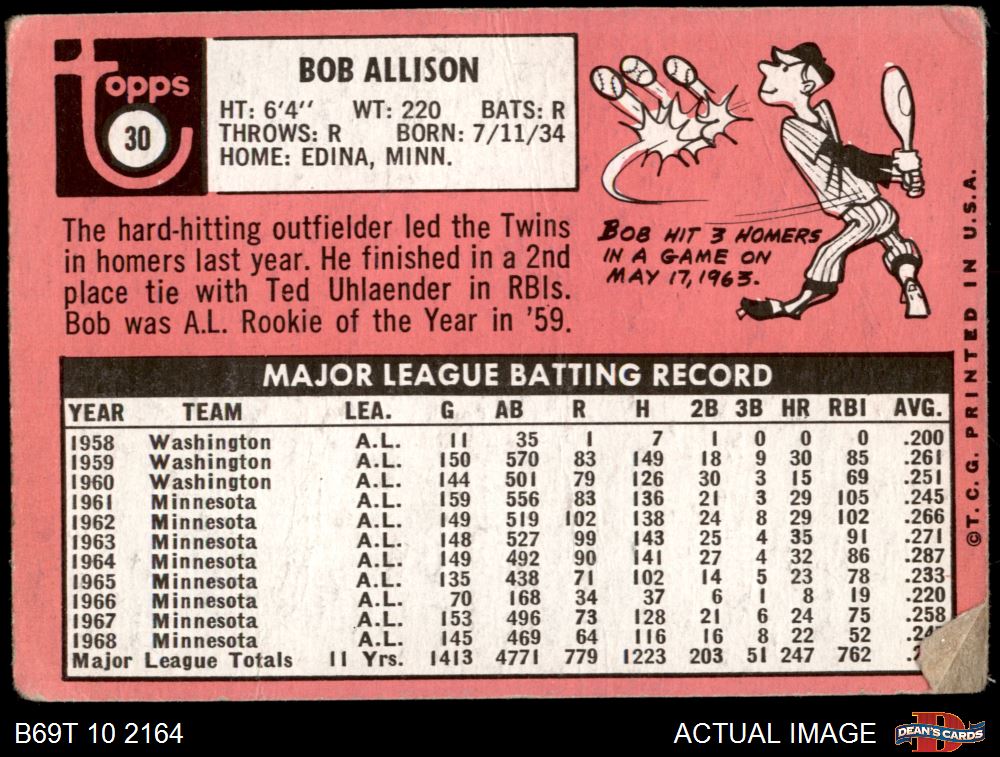 topps
30
BOB ALLISON
HT: 6'4" WT: 220 BATS: R
THROWS: R BORN: 7/11/34
HOME: EDINA, MINN.
The hard-hitting outfielder led the Twins
in homers last year. He finished in a 2nd
place tie with Ted Uhlaender in RBIs.
Bob was A.L. Rookie of the Year in '59.
BOB HIT 3 HOMERS
IN A GAME ON
MAY 17, 1963.
MAJOR LEAGUE BATTING RECORD
YEAR TEAM LEA. G AB R H 2B 3B HR RBI AVG.
1958 Washington A.L. 11 35 1 7 1 0 0 0 .200
1959 Washington A.L. 150 570 83 149 18 9 30 85 .261
1960 Washington A.L. 144 501 79 126 30 3 15 69 .251
1961 Minnesota A.L. 159 556 83 136 21 3 29 105 .245
1962 Minnesota A.L. 149 519 102 138 24 8 29 102 .266
1963 Minnesota A.L. 148 527 99 143 25 4 35 91 .271
1964 Minnesota A.L. 149 492 90 141 27 4 32 86 .287
1965 Minnesota A.L. 135 438 71 102 14 5 23 78 .233
1966 Minnesota A.L. 70 168 34 37 6 1 8 19 .220
1967 Minnesota A.L. 153 496 73 128 21 6 24 75 .258
1968 Minnesota A.L. 145 469 64 116 16 8 22 52
Major League Totals 11 Yrs. 1413 4771 779 1223 203 51 247 762
©T. C. G. PRINTED IN U.S.A.
B69T 10 2164
ACTUAL IMAGE
D
DEAN'S CARDS